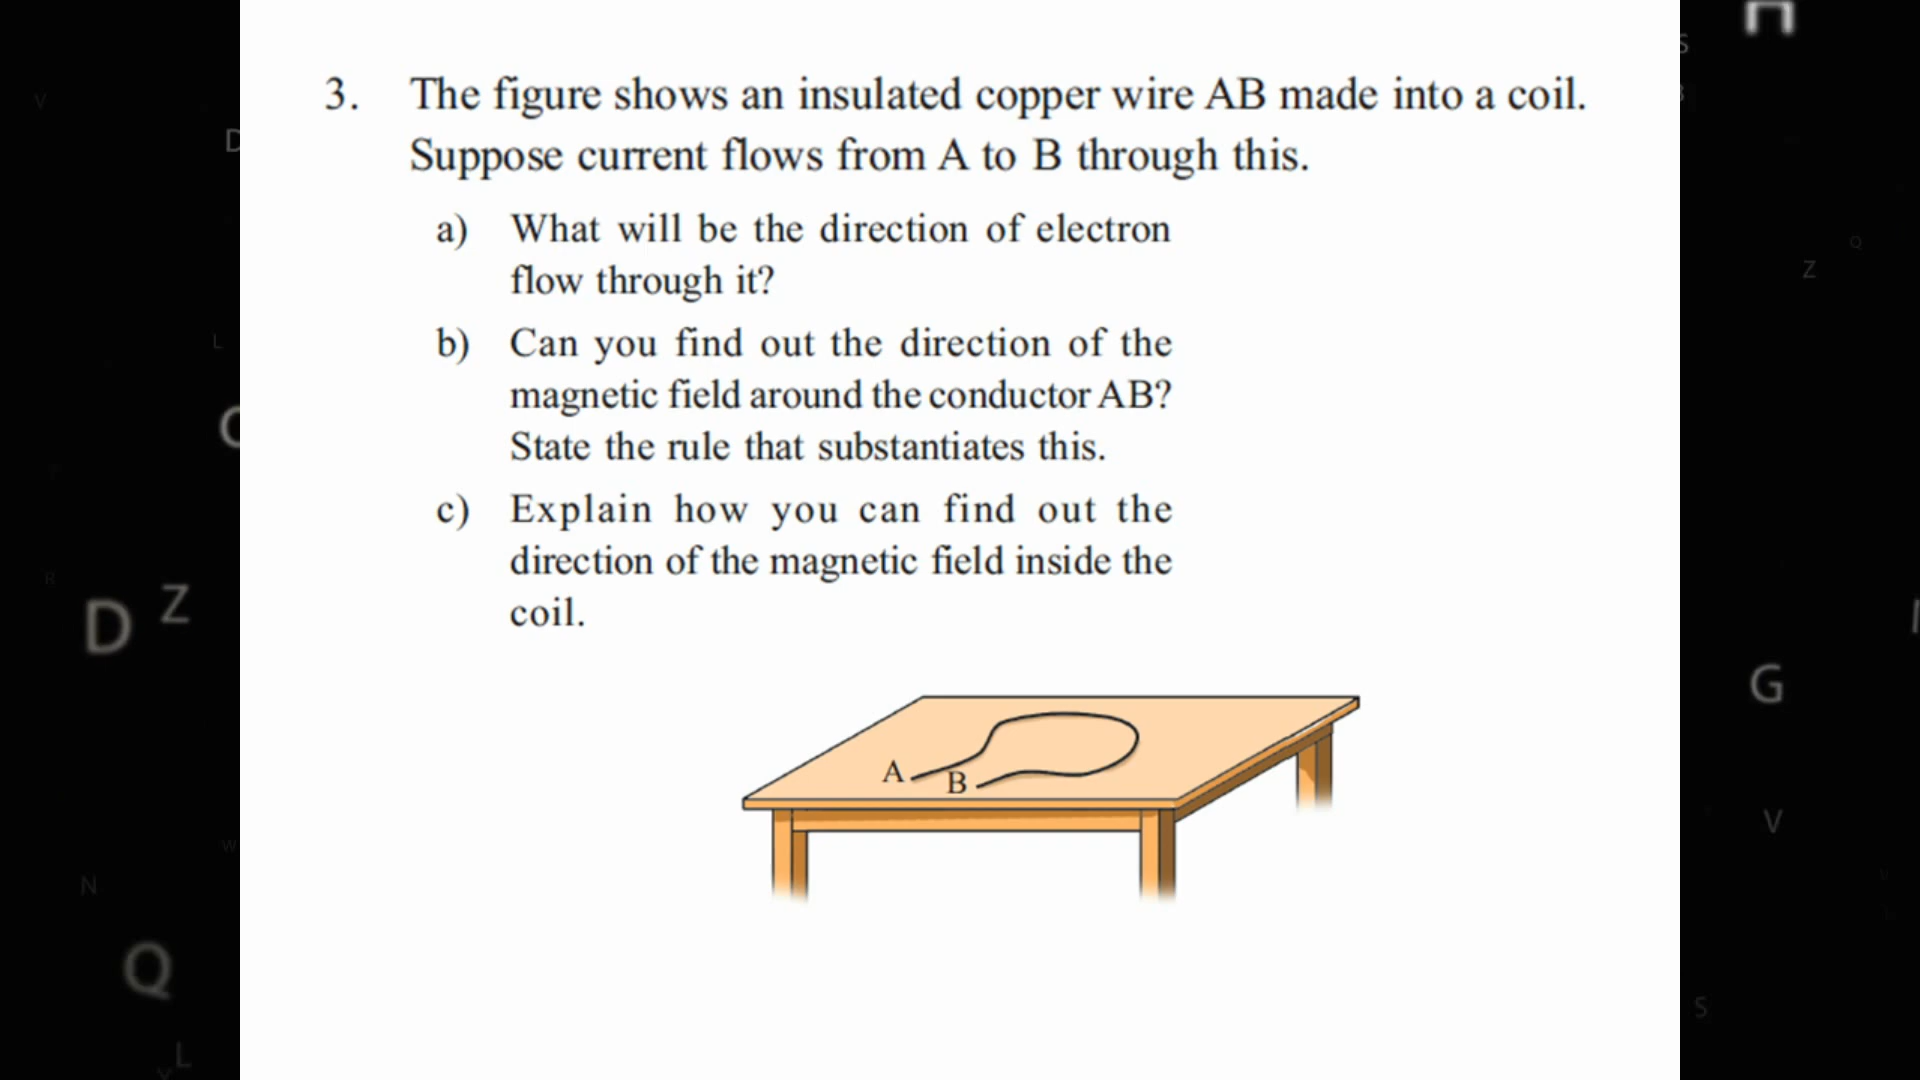 3. The figure shows an insulated copper wire AB made into a coil.
Suppose current flows from A to B through this.
a) What will be the direction of electron
flow through it?
b) Can you find out the direction of the
magnetic field around the conductor AB?
State the rule that substantiates this.
c) Explain how you can find out the
direction of the magnetic field inside the
coil.
A
B
V
D
L
C
R
D Z
W
N
Q
L
S
Q
Z
G
V
S